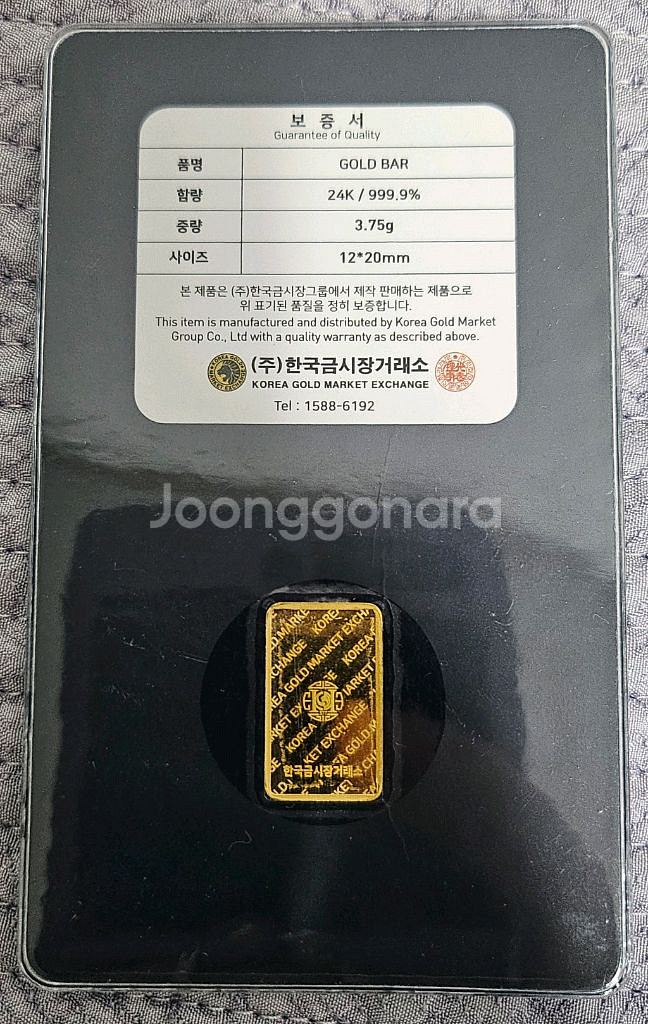 보 증 서
Guarantee of Quality
품명 GOLD BAR
함량 24K / 999.9%
중량 3.75g
사이즈 12*20mm
본 제품은 (주)한국금시장그룹에서 제작 판매하는 제품으로
위 표기된 품질을 정히 보증합니다.
This item is manufactured and distributed by Korea Gold Market
Group Co., Ltd with a quality warranty as described above.
(주)한국금시장거래소
KOREA GOLD MARKET EXCHANGE
Tel : 1588-6192
Joonggonara
KOREA GOLD MARKET EXCHANGE
한국금시장거래소